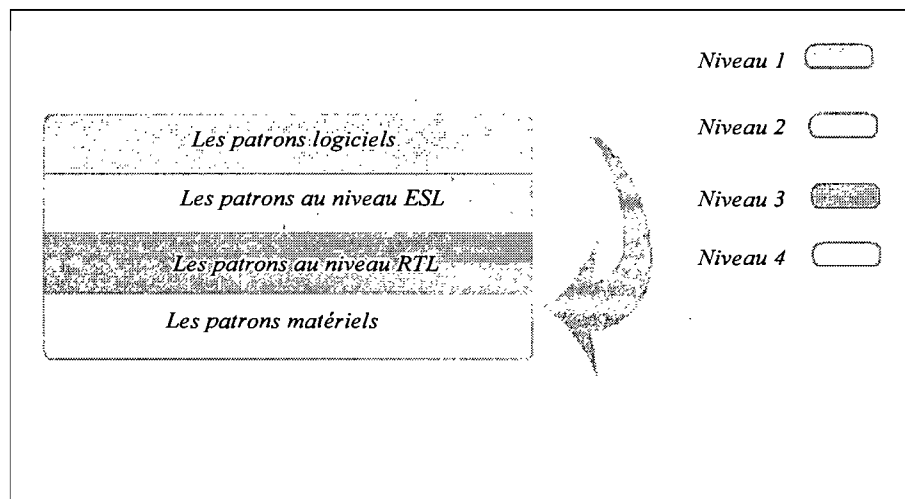 Les patrons logiciels
Les patrons au niveau ESL
Les patrons au niveau RTL
Les patrons matériels
Niveau 1
Niveau 2
Niveau 3
Niveau 4